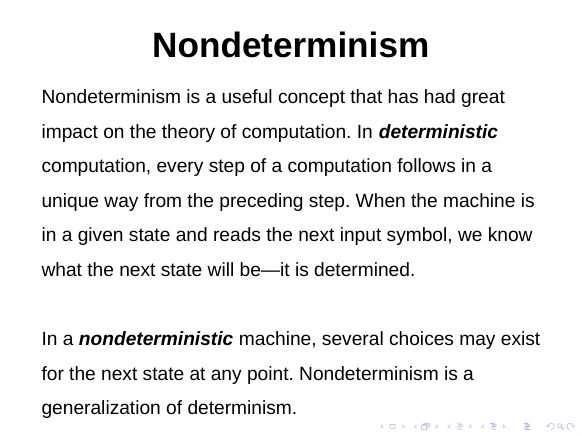 Nondeterminism
Nondeterminism is a useful concept that has had great
impact on the theory of computation. In deterministic
computation, every step of a computation follows in a
unique way from the preceding step. When the machine is
in a given state and reads the next input symbol, we know
what the next state will be—it is determined.
In a nondeterministic machine, several choices may exist
for the next state at any point. Nondeterminism is a
generalization of determinism.